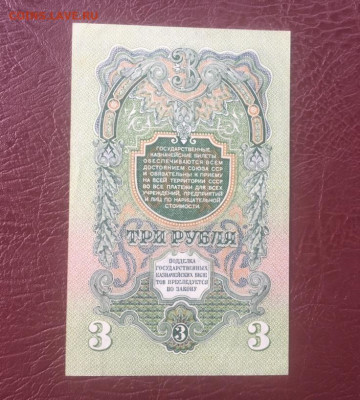 3
ГОСУДАРСТВЕННЫЕ
КАЗНАЧЕЙСКИЕ БИЛЕТЫ
ОБЕСПЕЧИВАЮТСЯ ВСЕМ
ДОСТОЯНИЕМ СОЮЗА ССР
И ОБЯЗАТЕЛЬНЫ К ПРИЕМУ
НА ВСЕЙ ТЕРРИТОРИИ СССР
ВО ВСЕ ПЛАТЕЖИ ДЛЯ ВСЕХ
УЧРЕЖДЕНИЙ, ПРЕДПРИЯТИЙ
И ЛИЦ ПО НАРИЦАТЕЛЬНОЙ
СТОИМОСТИ
ТРИ РУБЛЯ
ПОДДЕЛКА
ГОСУДАРСТВЕННЫХ
КАЗНАЧЕЙСКИХ БИЛЕ
ТОВ ПРЕСЛЕДУЕТСЯ
ПО ЗАКОНУ
3 3 3